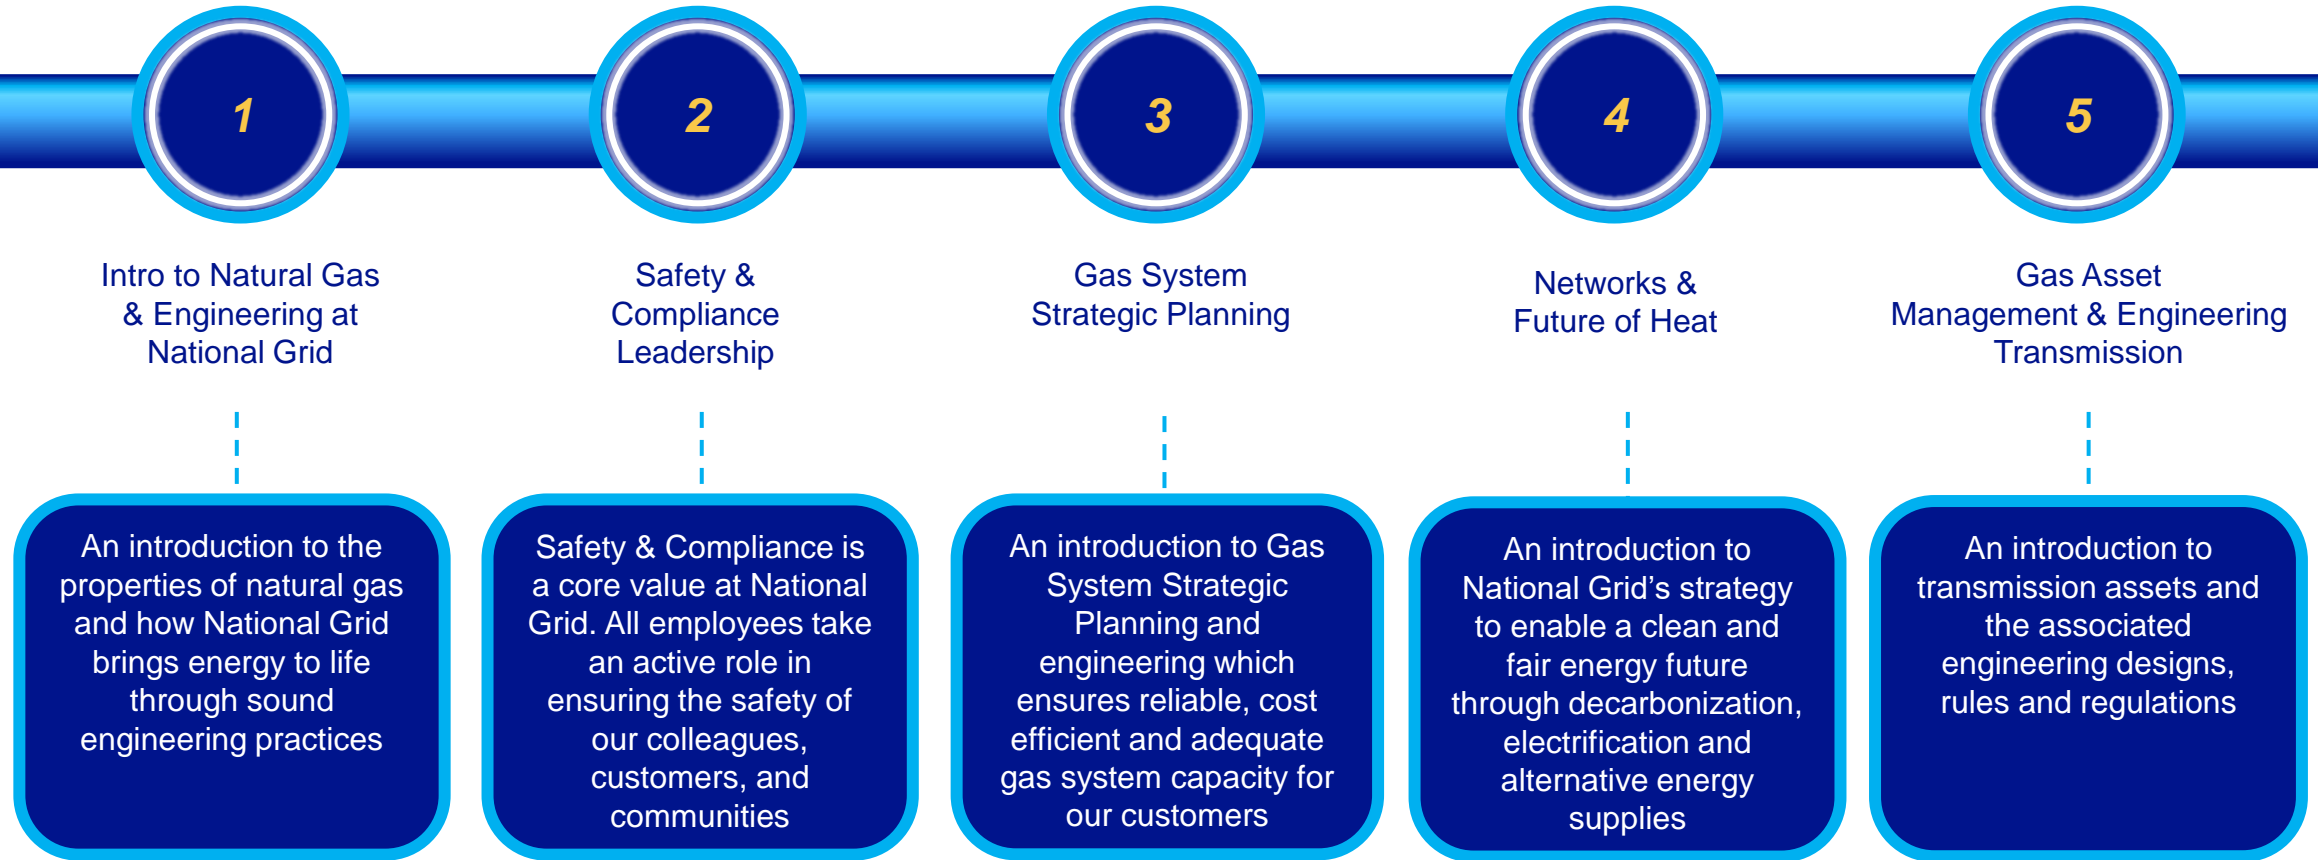 1
2
3
4
5
Intro to Natural Gas
& Engineering at
National Grid
Safety &
Compliance
Leadership
Gas System
Strategic Planning
Networks &
Future of Heat
Gas Asset
Management & Engineering
Transmission
An introduction to the
properties of natural gas
and how National Grid
brings energy to life
through sound
engineering practices
Safety & Compliance is
a core value at National
Grid. All employees take
an active role in
ensuring the safety of
our colleagues,
customers, and
communities
An introduction to Gas
System Strategic
Planning and
engineering which
ensures reliable, cost
efficient and adequate
gas system capacity for
our customers
An introduction to
National Grid’s strategy
to enable a clean and
fair energy future
through decarbonization,
electrification and
alternative energy
supplies
An introduction to
transmission assets and
the associated
engineering designs,
rules and regulations